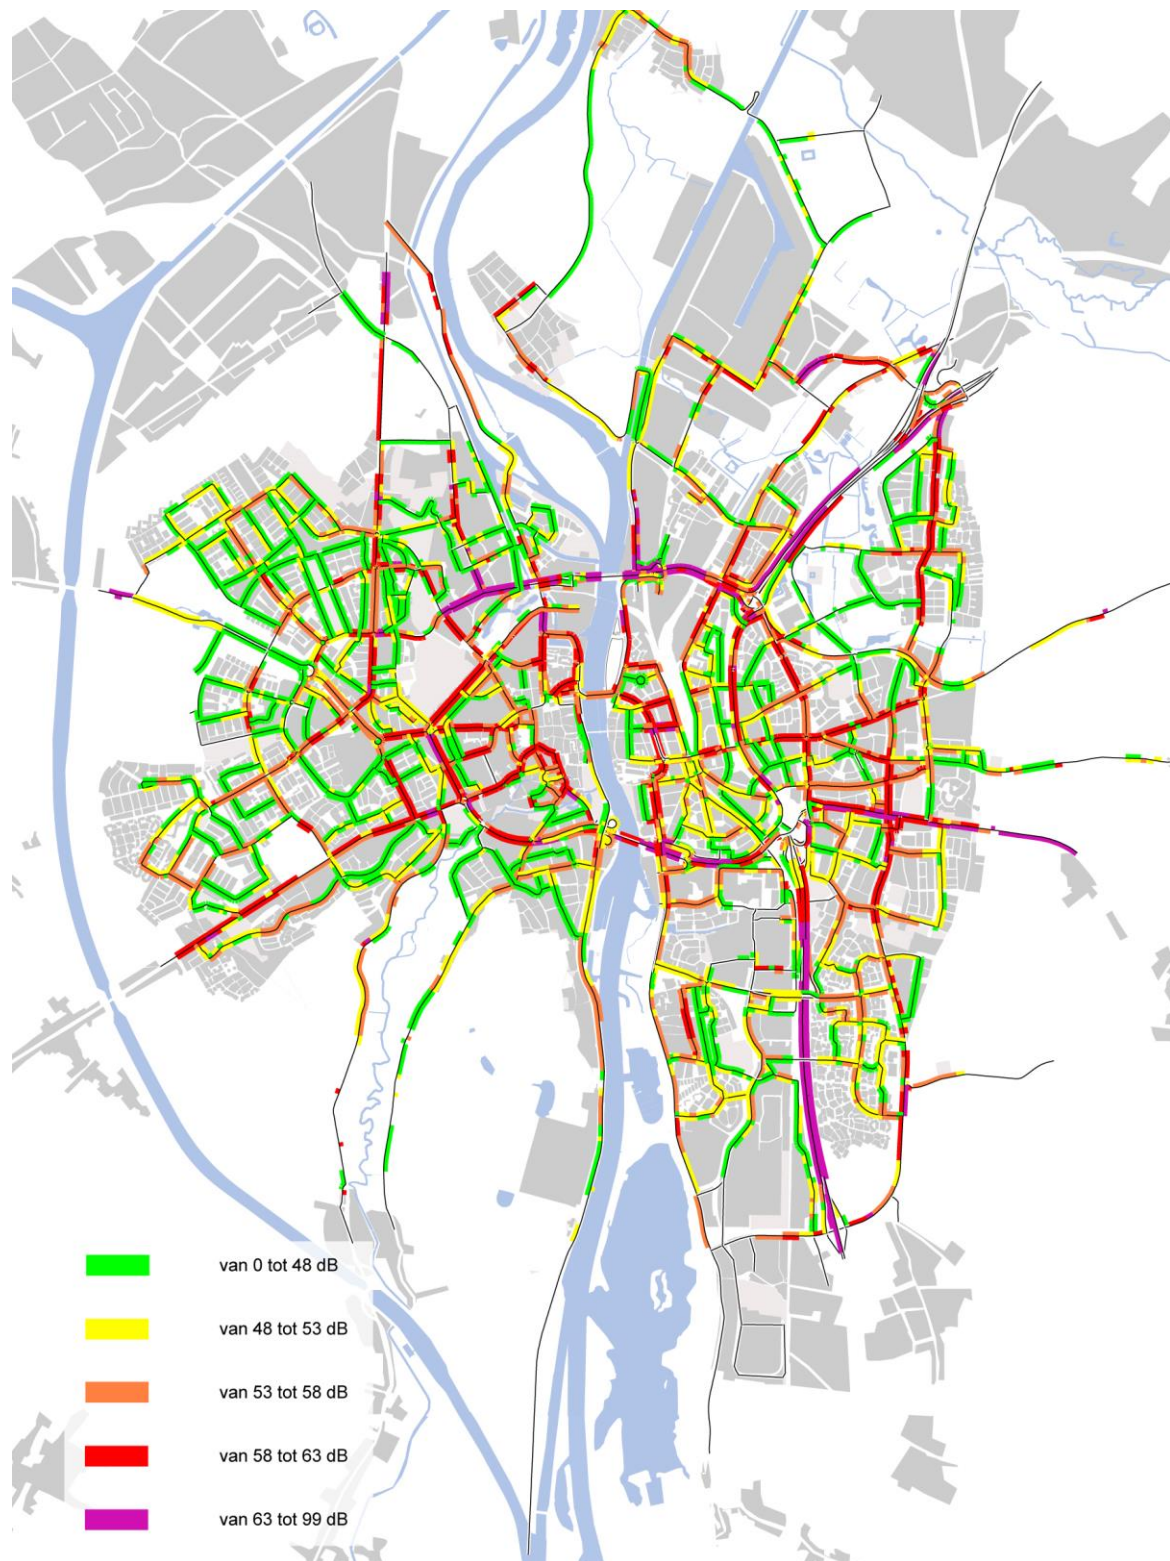 van 0 tot 48 dB
van 48 tot 53 dB
van 53 tot 58 dB
van 58 tot 63 dB
van 63 tot 99 dB